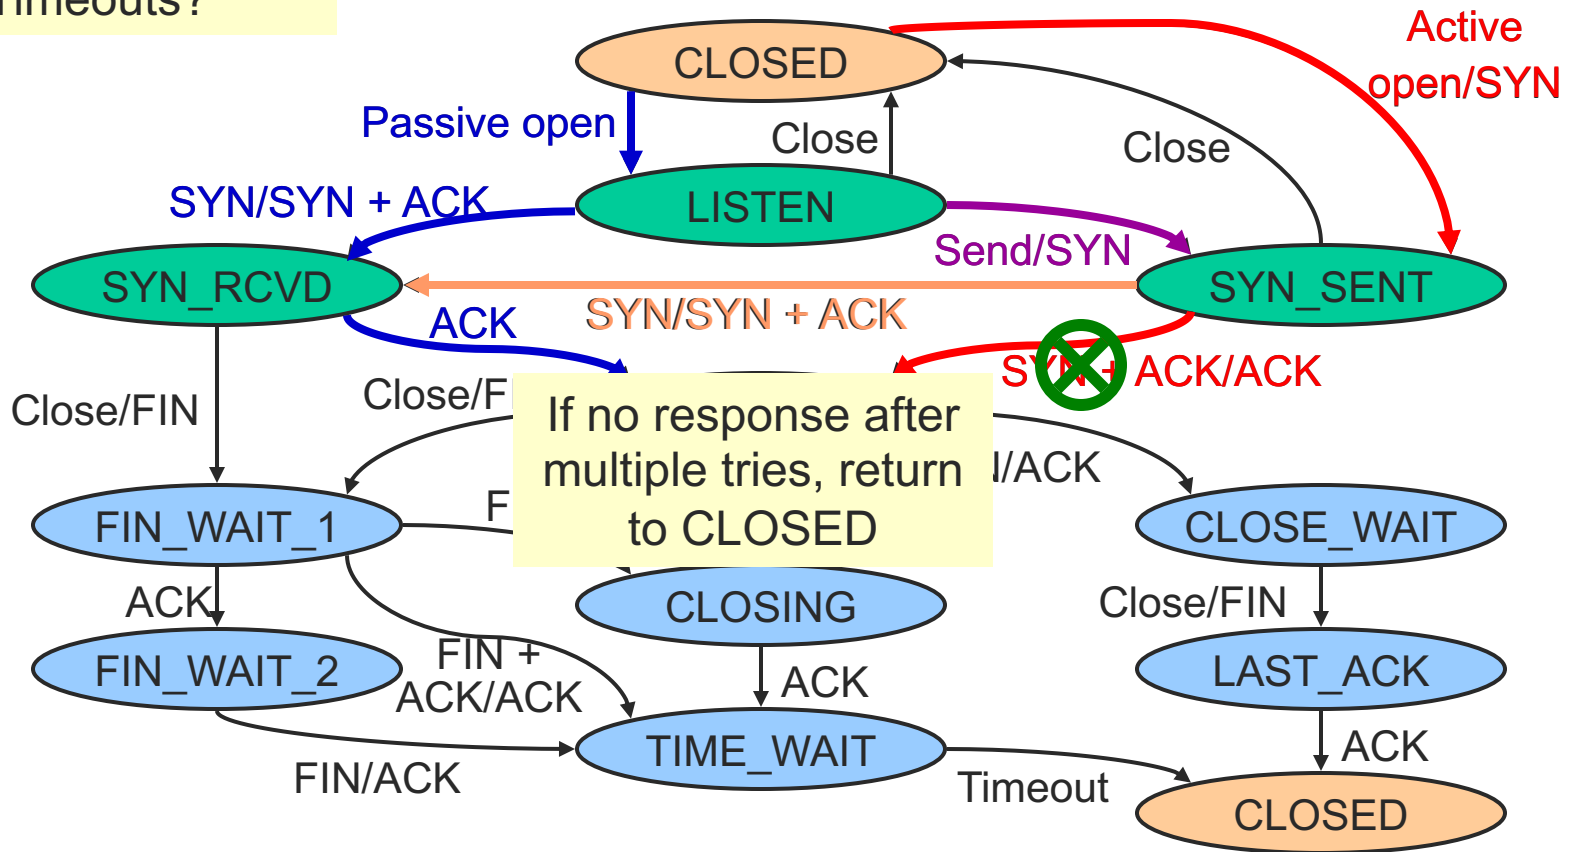 Timeouts?
CLOSED
Active
open/SYN
Passive open
Close
Close
SYN/SYN + ACK
LISTEN
Send/SYN
SYN_RCVD
SYN_SENT
SYN/SYN + ACK
ACK
SYN + ACK/ACK
Close/FIN
Close/F
If no response after
multiple tries, return
to CLOSED
/ACK
F
FIN_WAIT_1
CLOSE_WAIT
ACK
CLOSING
Close/FIN
FIN_WAIT_2
FIN +
ACK/ACK
ACK
LAST_ACK
TIME_WAIT
ACK
FIN/ACK
Timeout
CLOSED